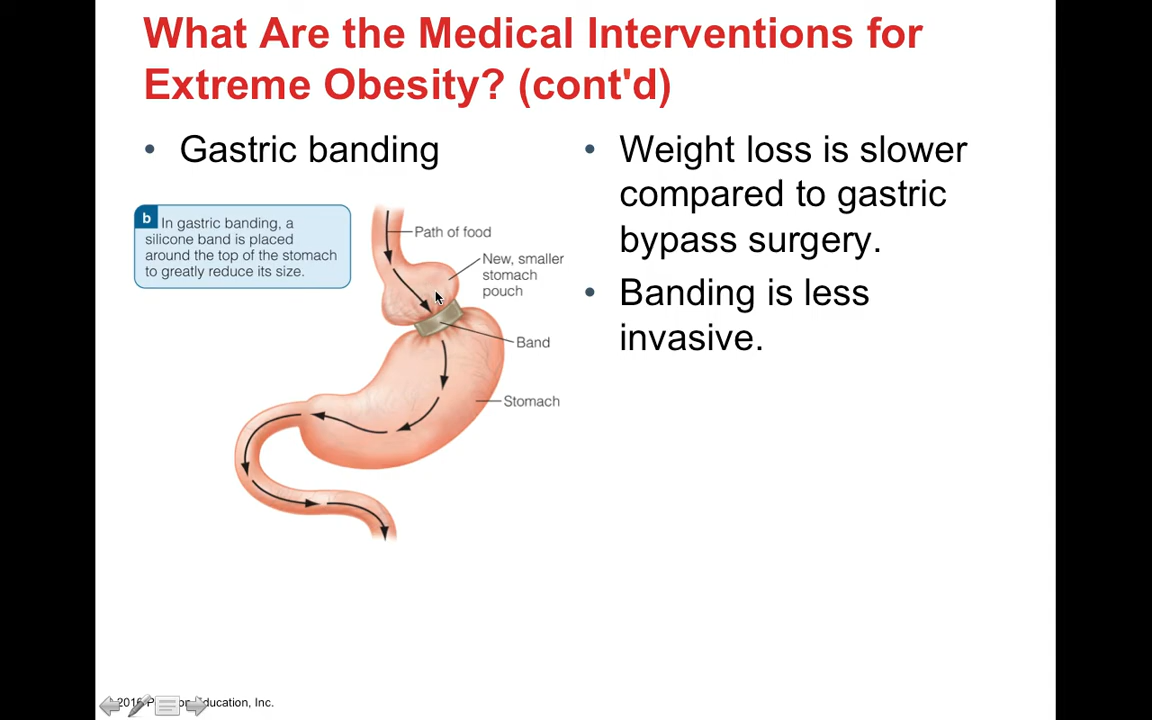 What Are the Medical Interventions for
Extreme Obesity? (cont'd)
• Gastric banding
b In gastric banding, a
silicone band is placed
around the top of the stomach
to greatly reduce its size.
Path of food
New, smaller
stomach
pouch
Band
Stomach
• Weight loss is slower
compared to gastric
bypass surgery.
• Banding is less
invasive.
2016 Education, Inc.